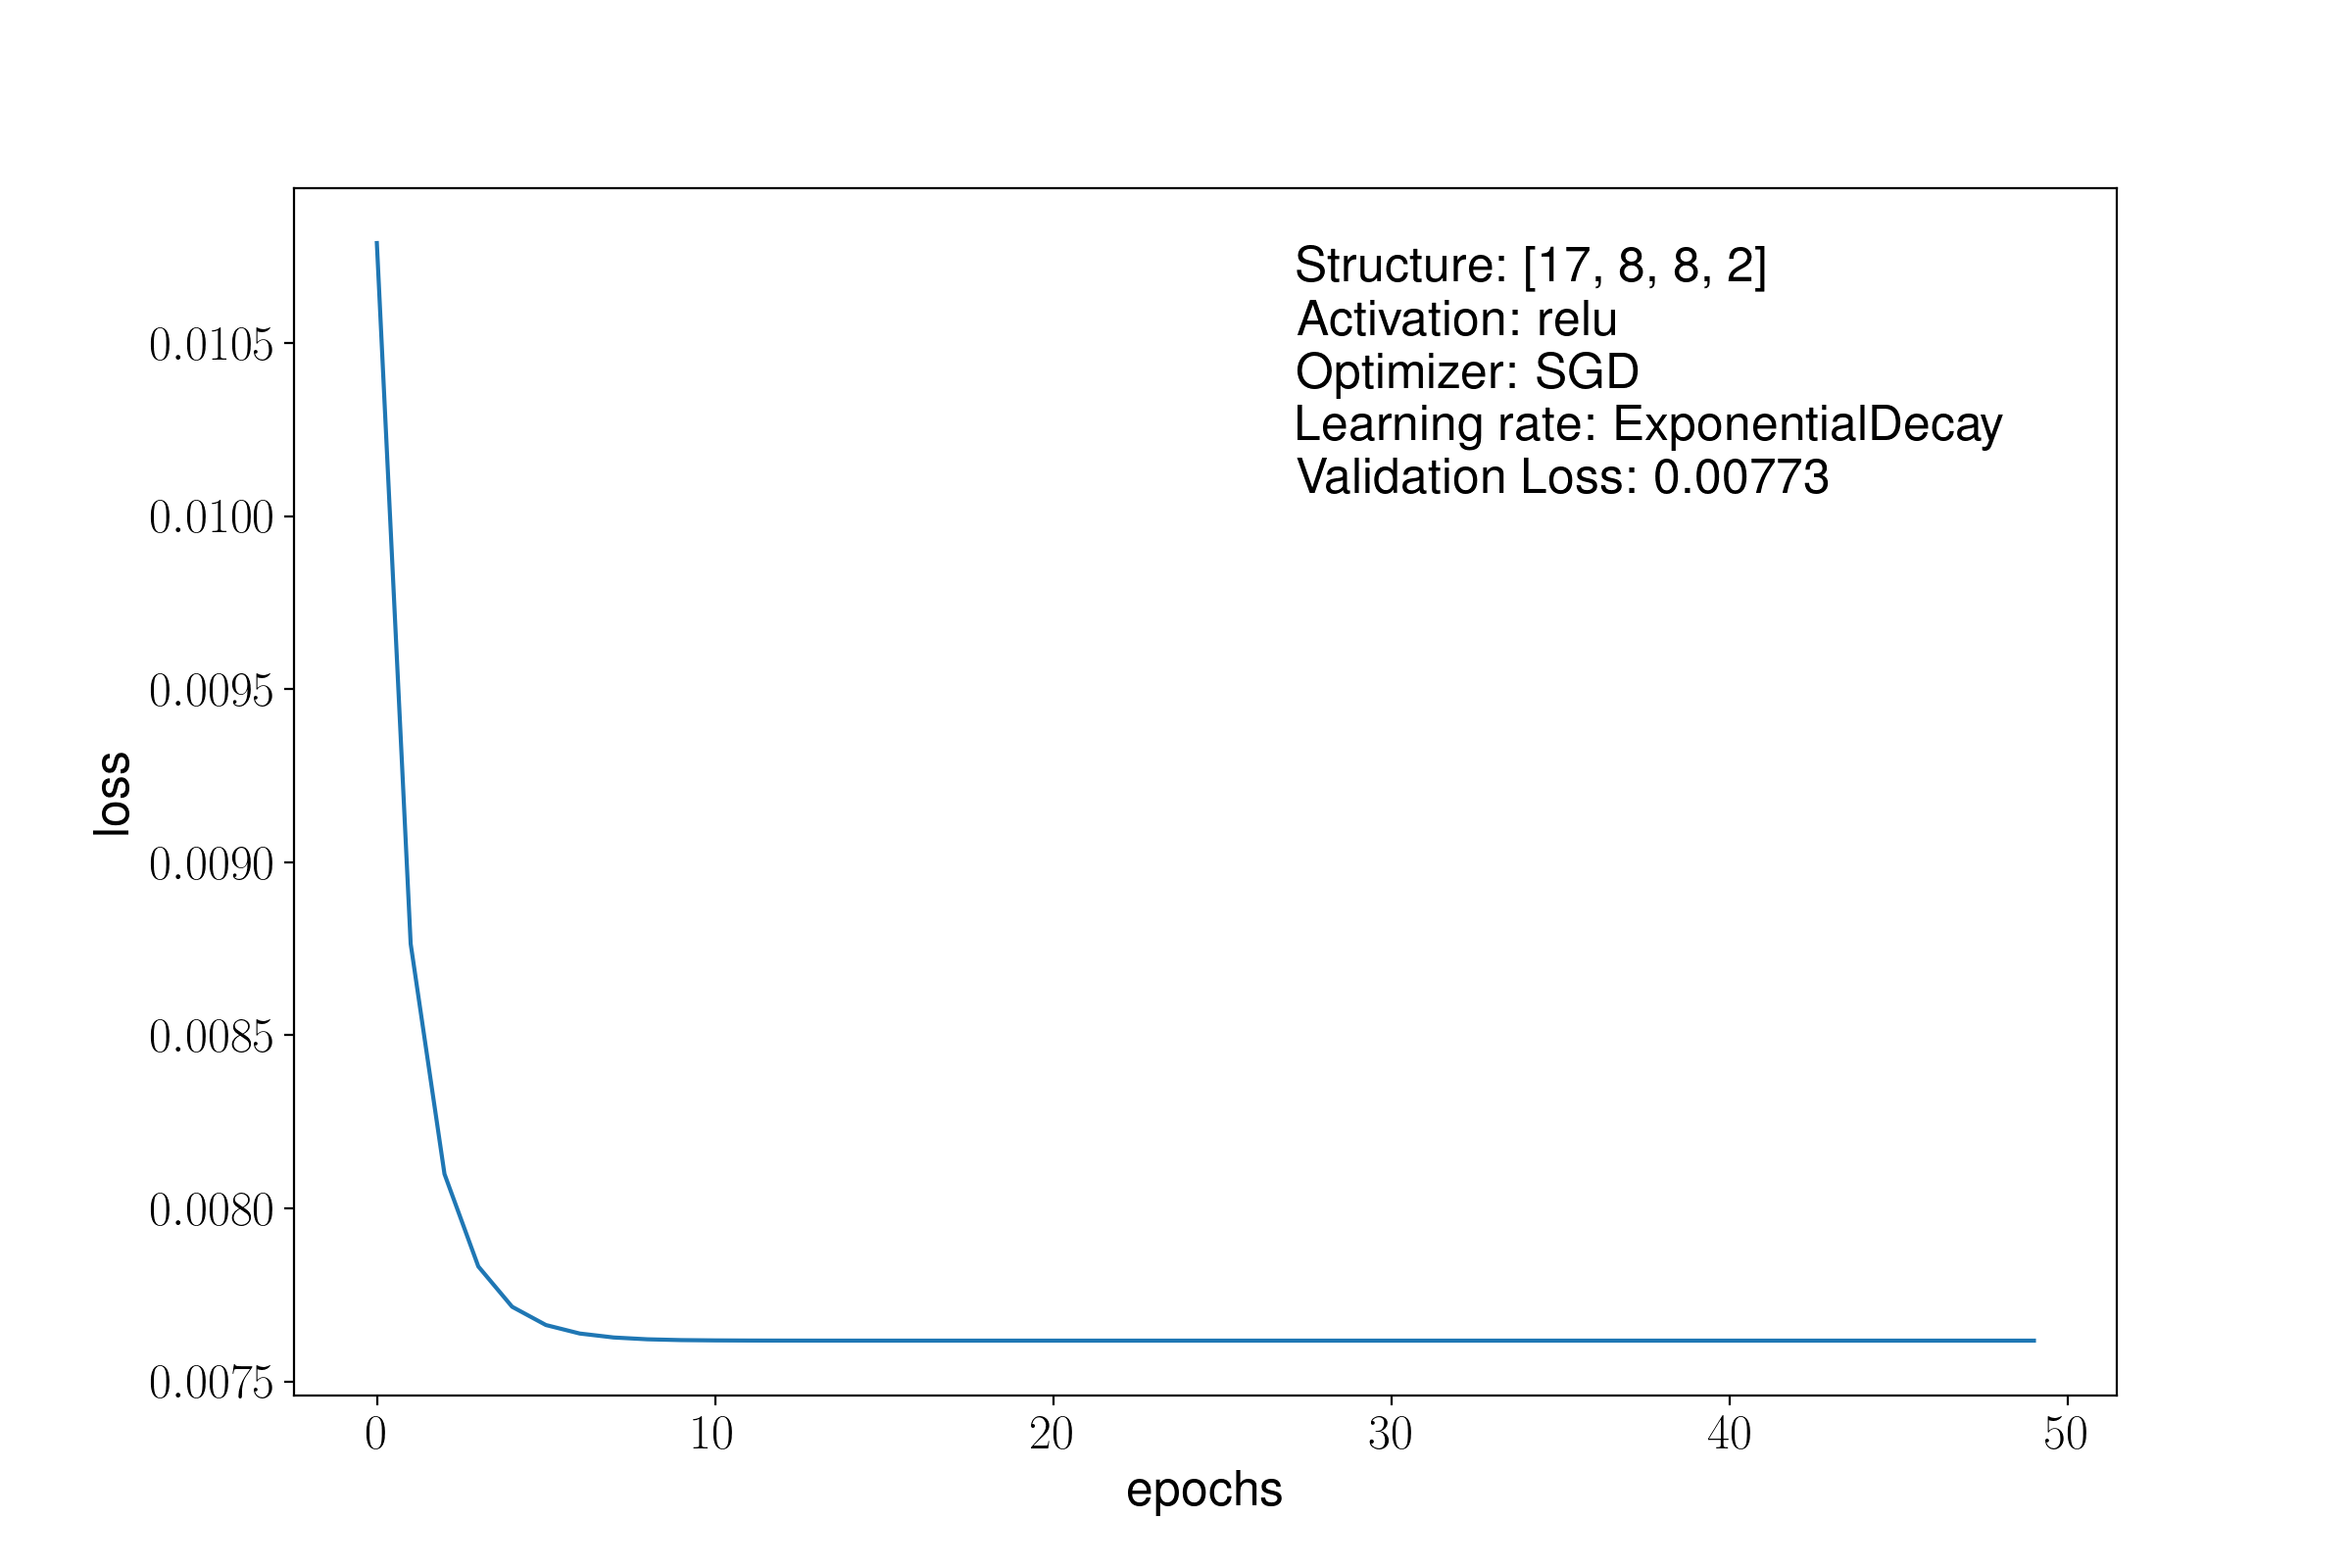 Structure: [17, 8, 8, 2]
Activation: relu
Optimizer: SGD
Learning rate: ExponentialDecay
Validation Loss: 0.00773
0.0105
0.0100
0.0095
0.0090
0.0085
0.0080
0.0075
loss
0 10 20 30 40 50
epochs